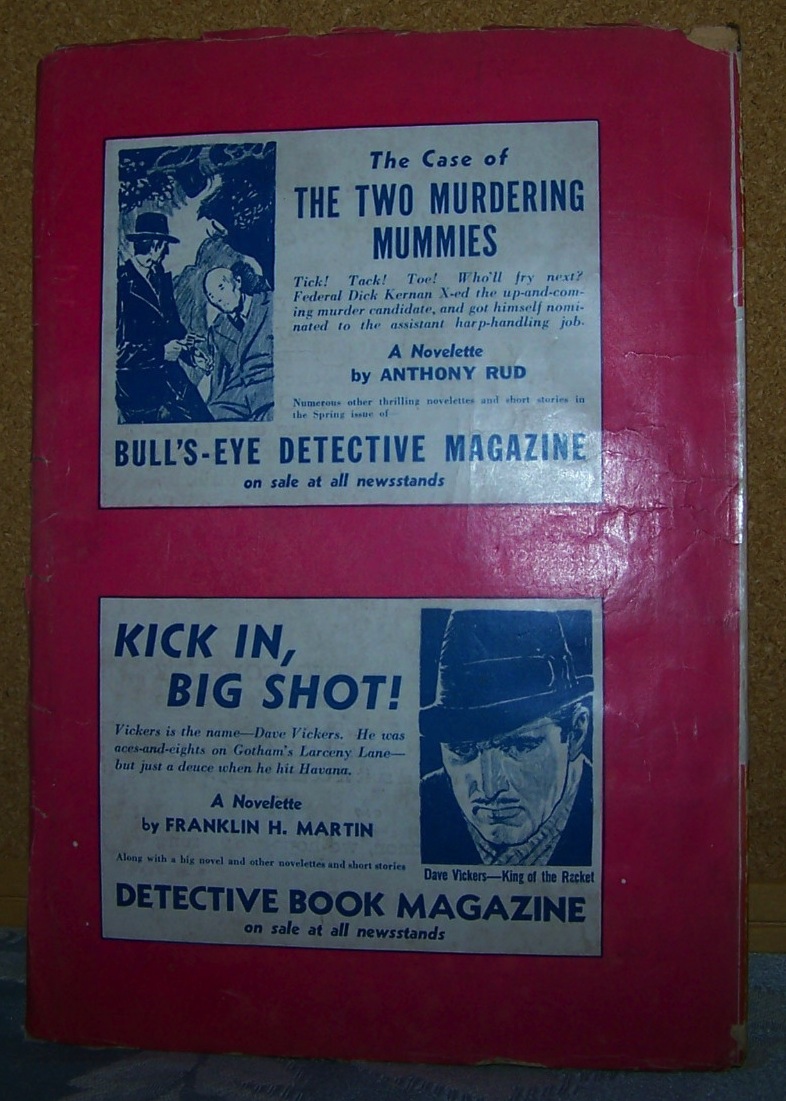 The Case of
THE TWO MURDERING
MUMMIES
Tick! Tack! Toe! Who'll fry next?
Federal Dick Kernan X-ed the up-and-com-
ing murder candidate, and got himself nomi-
nated to the assistant harp-handling job.
A Novelette
by ANTHONY RUD
Numerous other thrilling novelettes and short stories in
the Spring issue of
BULL'S-EYE DETECTIVE MAGAZINE
on sale at all newsstands
KICK IN,
BIG SHOT!
Vickers is the name—Dave Vickers. He was
aces-and-eights on Gotham's Larceny Lane—
but just a deuce when he hit Havana.
A Novelette
by FRANKLIN H. MARTIN
Along with a big novel and other novelettes and short stories
Dave Vickers—King of the Racket
DETECTIVE BOOK MAGAZINE
on sale at all newsstands